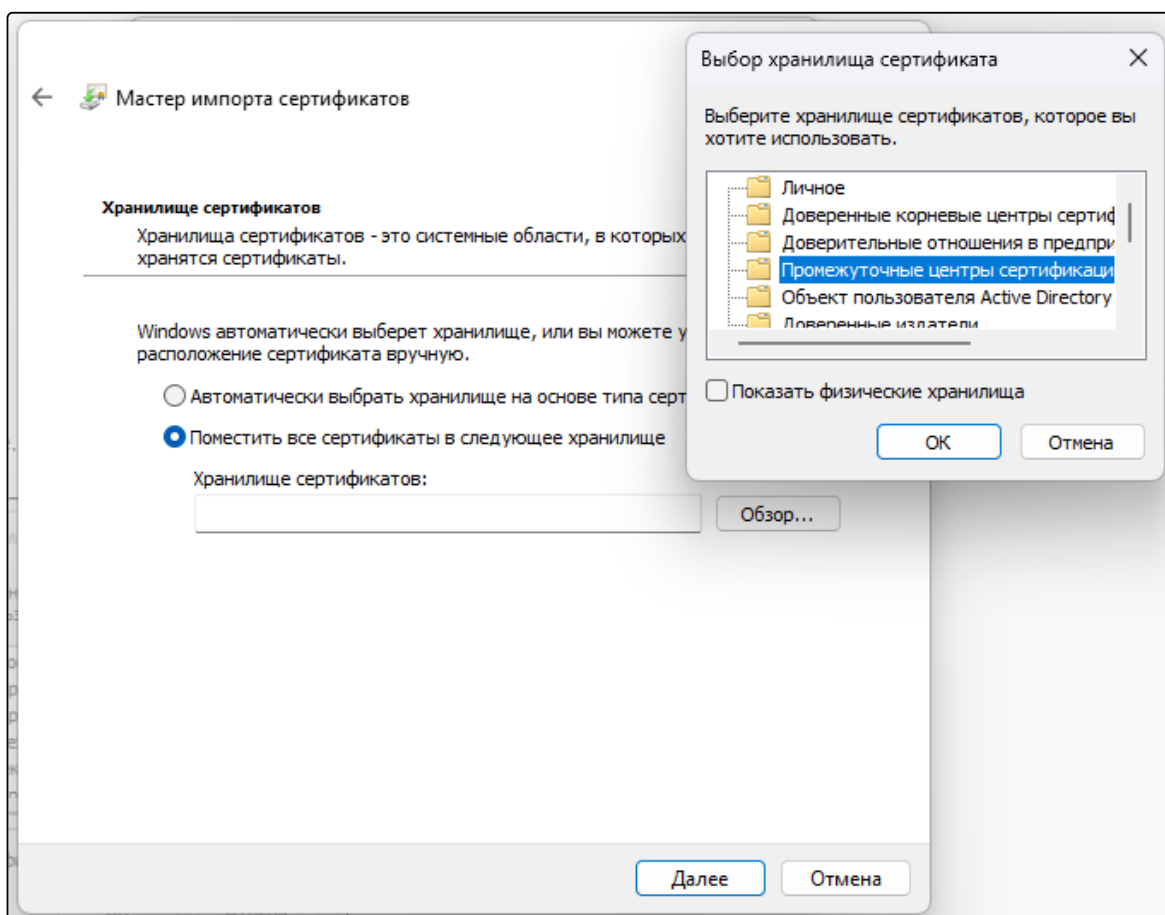 Мастер импорта сертификатов
Хранилище сертификатов
Хранилища сертификатов - это системные области, в которых
хранятся сертификаты.
Windows автоматически выберет хранилище, или вы можете у
расположение сертификата вручную.
Автоматически выбрать хранилище на основе типа серт
Поместить все сертификаты в следующее хранилище
Хранилище сертификатов:
Обзор...
Далее
Отмена
Выбор хранилища сертификата
Выберите хранилище сертификатов, которое вы
хотите использовать.
Личное
Доверенные корневые центры сертиф
Доверительные отношения в предпри
Промежуточные центры сертификаци
Объект пользователя Active Directory
Доверенные издатели
Показать физические хранилища
ОК
Отмена